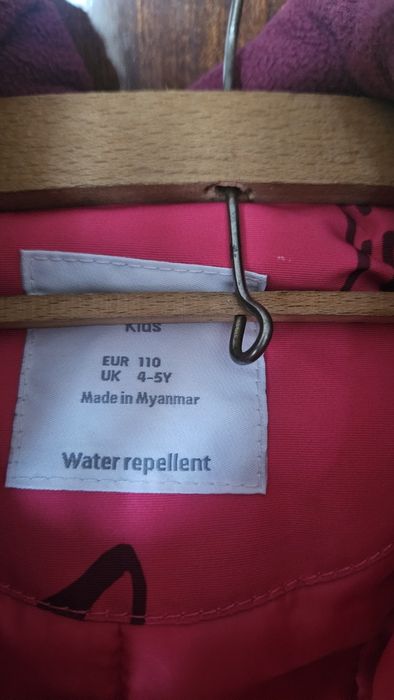 Kids
EUR 110
UK 4-5Y
Made in Myanmar
Water repellent